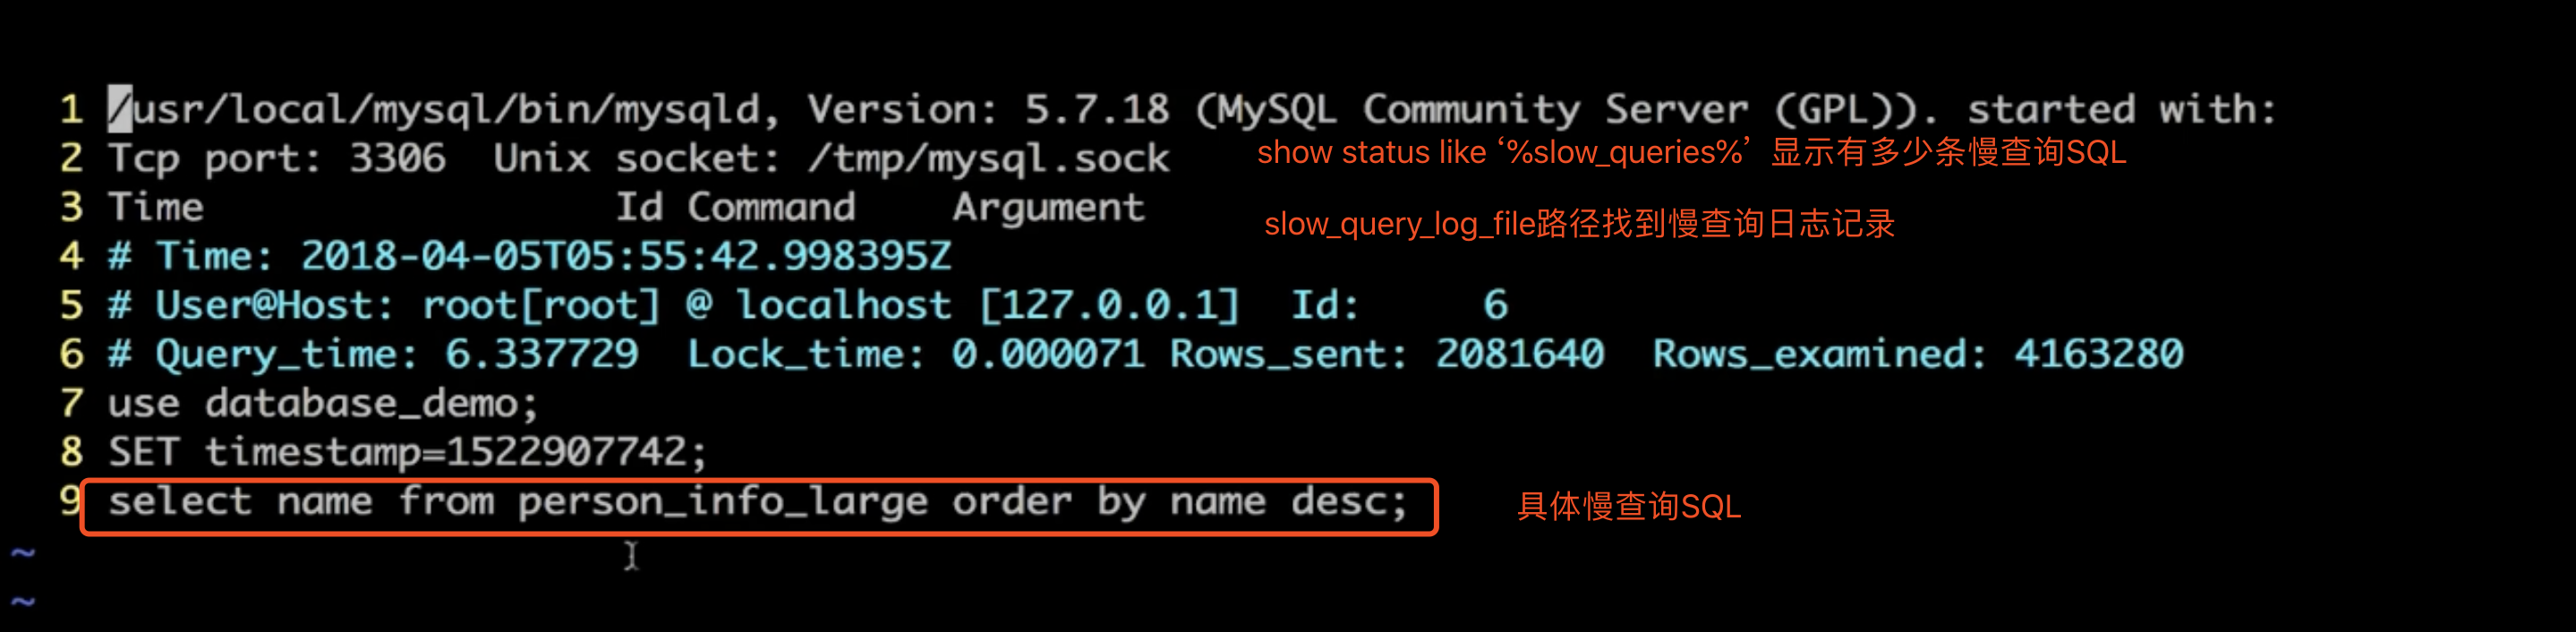 1 /usr/local/mysql/bin/mysqld, Version: 5.7.18 (MySQL Community Server (GPL)). started with:
2 Tcp port: 3306  Unix socket: /tmp/mysql.sock
show status like ‘%slow_queries%’ 显示有多少条慢查询SQL
3 Time                 Id Command    Argument
slow_query_log_file路径找到慢查询日志记录
4 # Time: 2018-04-05T05:55:42.998395Z
5 # User@Host: root[root] @ localhost [127.0.0.1]  Id:     6
6 # Query_time: 6.337729  Lock_time: 0.000071 Rows_sent: 2081640  Rows_examined: 4163280
7 use database_demo;
8 SET timestamp=1522907742;
9 select name from person_info_large order by name desc;
具体慢查询SQL
~
~